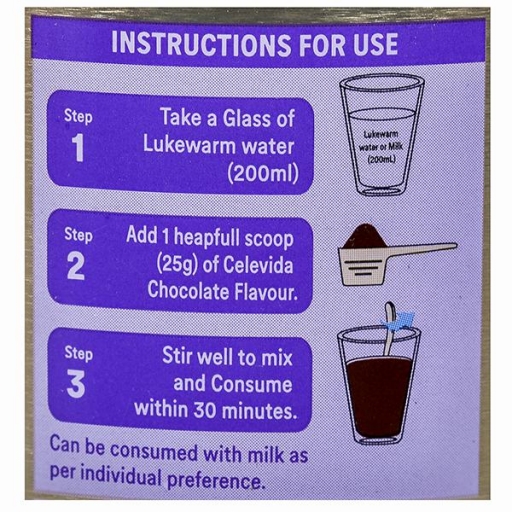 INSTRUCTIONS FOR USE
Step
1
Take a Glass of
Lukewarm water
(200ml)
Lukewarm
water or Milk
(200mL)
Step
2
Add 1 heapfull scoop
(25g) of Celevida
Chocolate Flavour.
Step
3
Stir well to mix
and Consume
within 30 minutes.
Can be consumed with milk as
per individual preference.